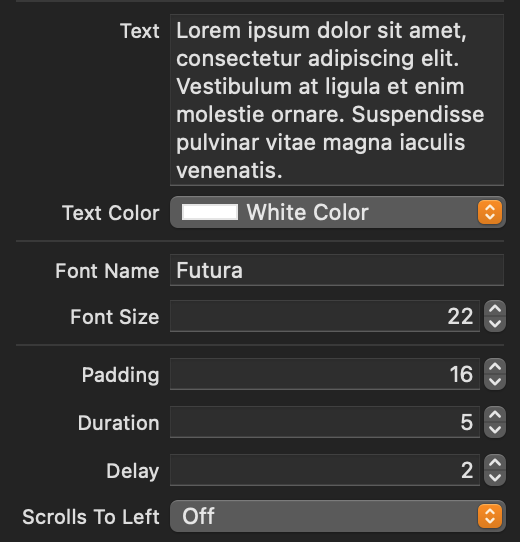 Text Lorem ipsum dolor sit amet,
consectetur adipiscing elit.
Vestibulum at ligula et enim
molestie ornare. Suspendisse
pulvinar vitae magna iaculis
venenatis.
Text Color White Color
Font Name Futura
Font Size 22
Padding 16
Duration 5
Delay 2
Scrolls To Left Off